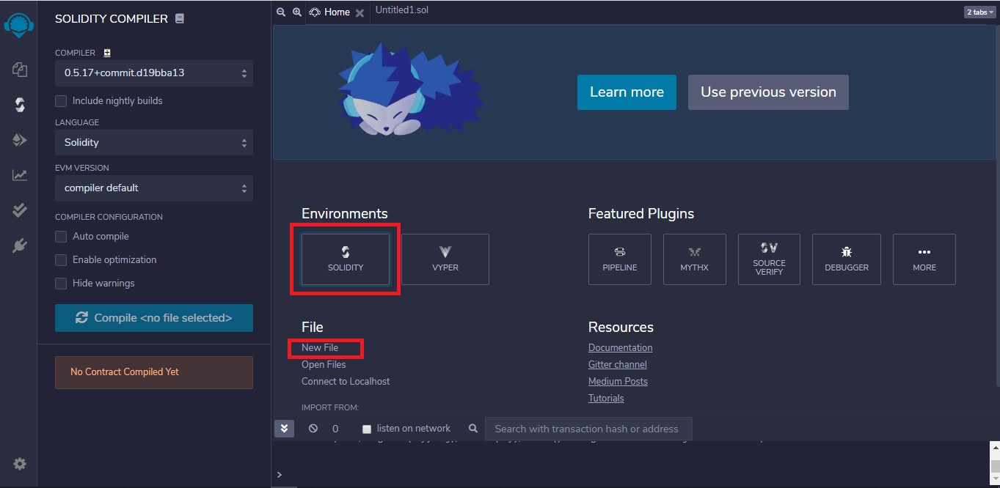 SOLIDITY COMPILER
COMPILER
0.5.17+commit.d19bba13
Include nightly builds
LANGUAGE
Solidity
EVM VERSION
compiler default
COMPILER CONFIGURATION
Auto compile
Enable optimization
Hide warnings
Compile <no file selected>
No Contract Compiled Yet
Home
Untitled1.sol
2 tabs
Learn more
Use previous version
Environments
SOLIDITY
VYPER
Featured Plugins
PIPELINE
MYTHX
SOURCE
VERIFY
DEBUGGER
MORE
File
New File
Open Files
Connect to Localhost
IMPORT FROM:
Resources
Documentation
Gitter channel
Medium Posts
Tutorials
0
listen on network
Search with transaction hash or address
>